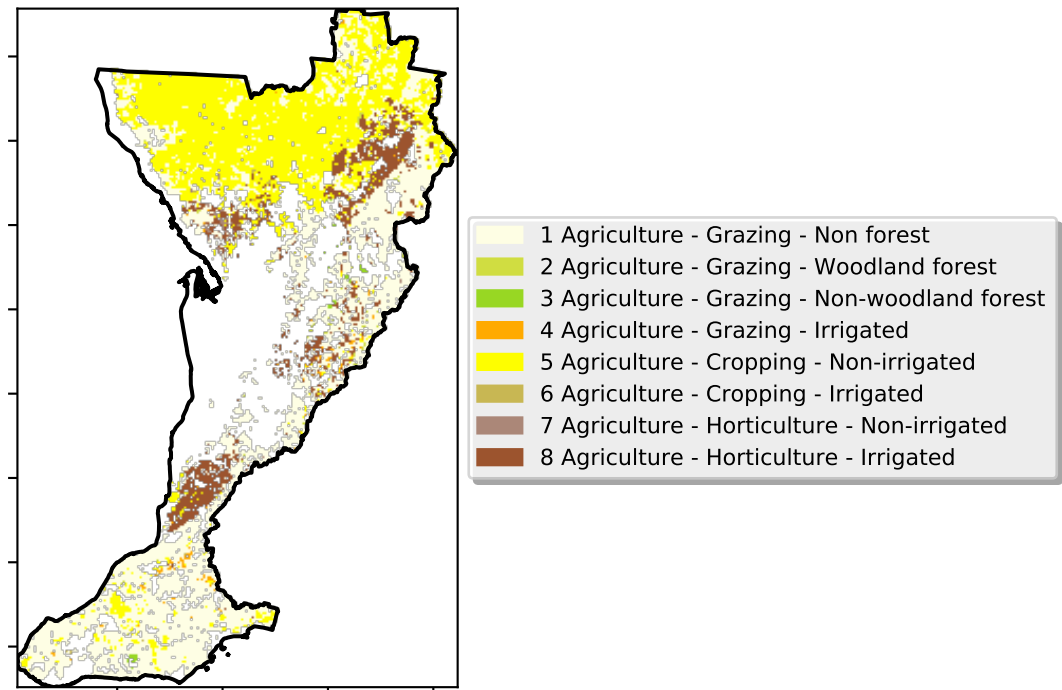 1 Agriculture - Grazing - Non forest
2 Agriculture - Grazing - Woodland forest
3 Agriculture - Grazing - Non-woodland forest
4 Agriculture - Grazing - Irrigated
5 Agriculture - Cropping - Non-irrigated
6 Agriculture - Cropping - Irrigated
7 Agriculture - Horticulture - Non-irrigated
8 Agriculture - Horticulture - Irrigated